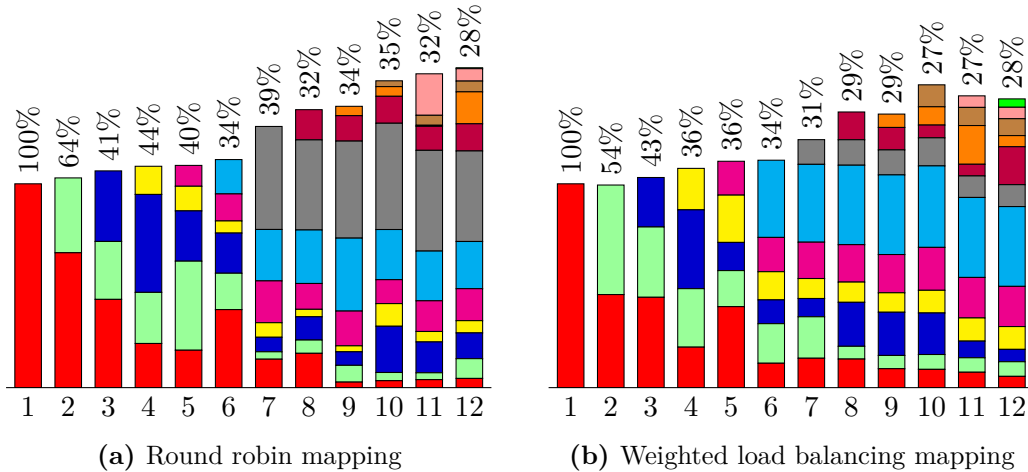 100% 64% 41% 44% 40% 34% 39% 32% 34% 35% 32% 28%
1 2 3 4 5 6 7 8 9 10 11 12
(a) Round robin mapping
100% 54% 43% 36% 36% 34% 31% 29% 29% 27% 27% 28%
1 2 3 4 5 6 7 8 9 10 11 12
(b) Weighted load balancing mapping